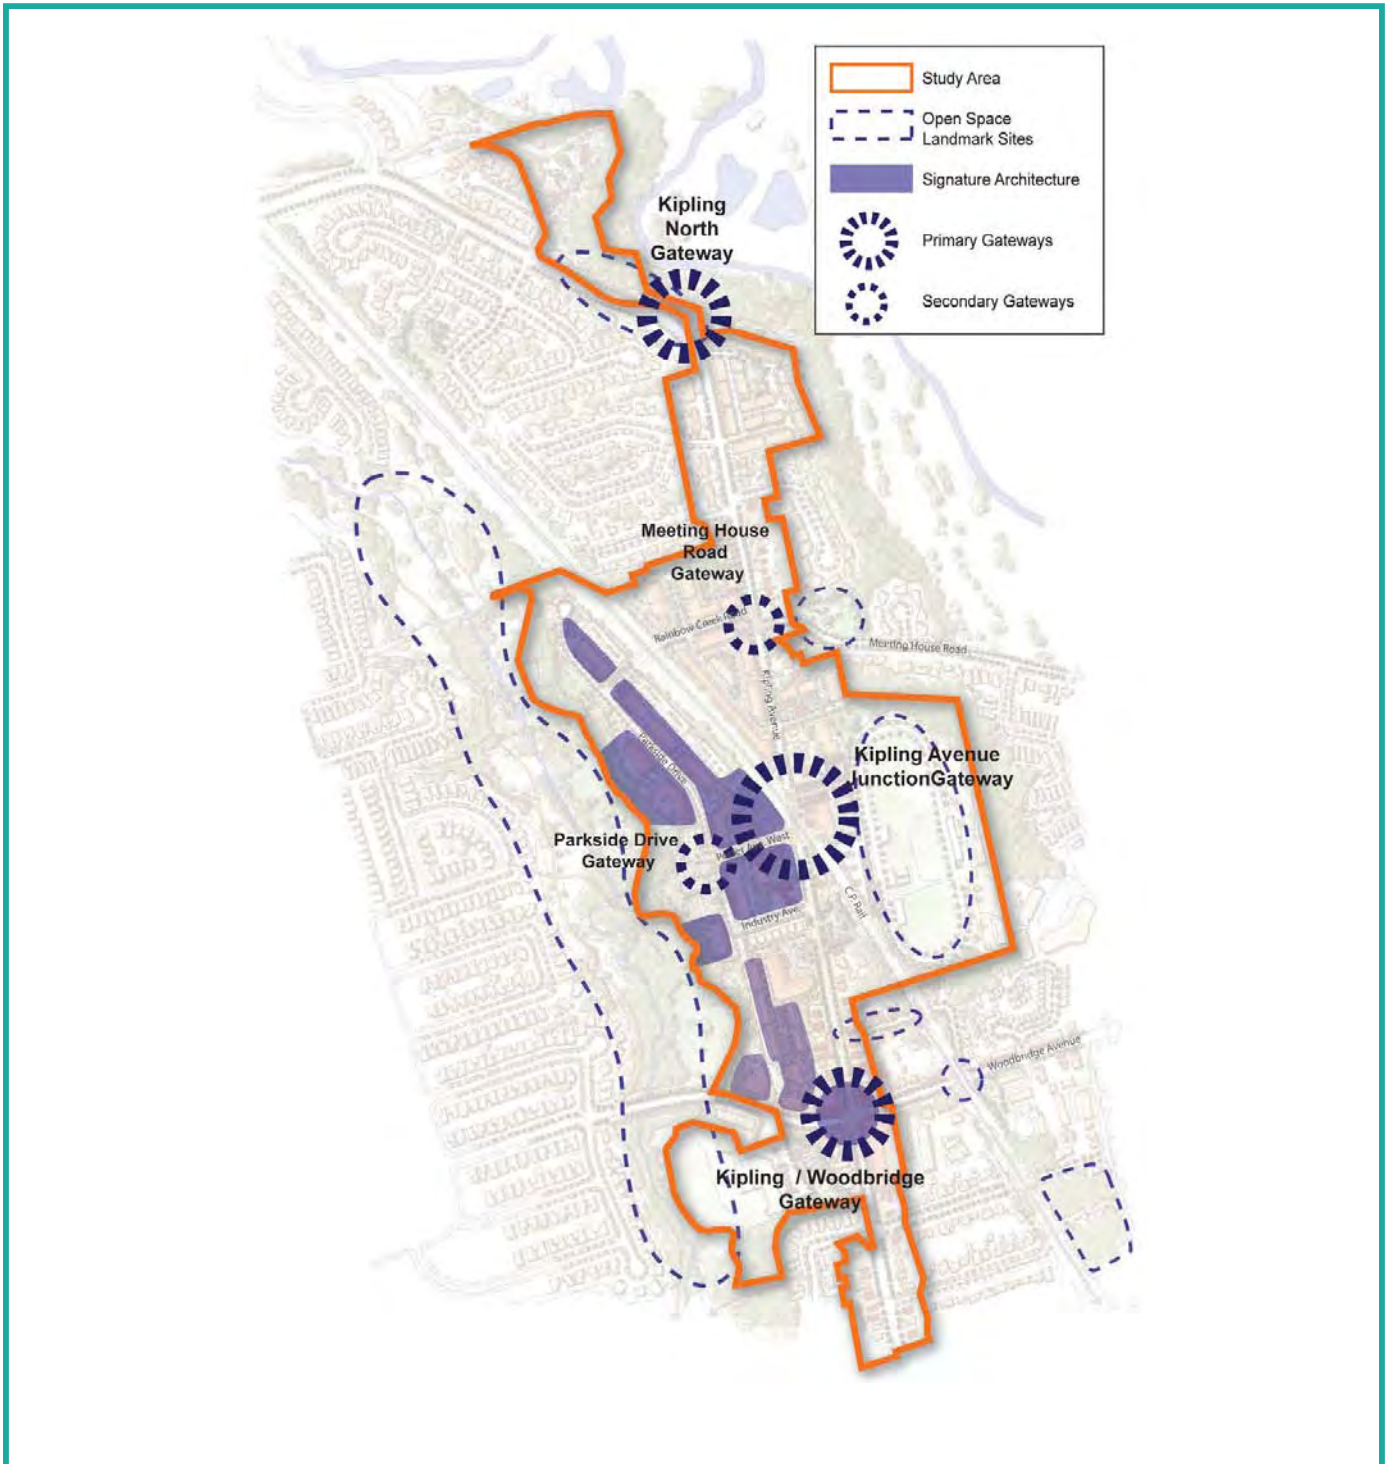 Study Area
Open Space
Landmark Sites
Signature Architecture
Primary Gateways
Secondary Gateways
Kipling
North
Gateway
Meeting House
Road
Gateway
Rainbow Creek Road
Meeting House Road
Kipling Avenue
Kipling Avenue
JunctionGateway
Parkside Drive
Parkside Drive
Gateway
Ave. West
C.P. Rail
Industry Ave.
Woodbridge Avenue
Kipling / Woodbridge
Gateway